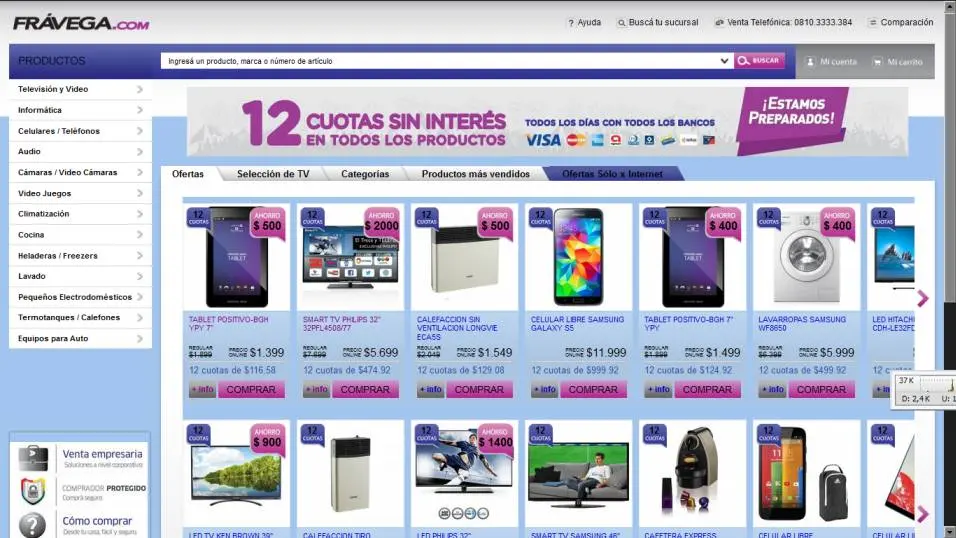 FRÁVEGA.COM
? Ayuda
Buscá tu sucursal
Venta Telefónica: 0810.3333.384
Comparación
PRODUCTOS
Ingresá un producto, marca o número de artículo
BUSCAR
Mi cuenta
Mi carrito
Televisión y Video
Informática
Celulares / Teléfonos
Audio
Cámaras / Video Cámaras
Video Juegos
Climatización
Cocina
Heladeras / Freezers
Lavado
Pequeños Electrodomésticos
Termotanques / Calefones
Equipos para Auto
12 CUOTAS SIN INTERÉS
EN TODOS LOS PRODUCTOS
TODOS LOS DÍAS CON TODOS LOS BANCOS
VISA
¡ESTAMOS
PREPARADOS!
Ofertas
Selección de TV
Categorías
Productos más vendidos
Ofertas Sólo x Internet
12 CUOTAS
AHORRO $ 500
TABLET POSITIVO-BGH
YPY 7"
REGULAR $1.899 PRECIO ONLINE $1.399
12 cuotas de $116.58
+ info COMPRAR
12 CUOTAS
AHORRO $ 2000
SMART TV PHILIPS 32"
32PFL4508/77
REGULAR $7.699 PRECIO ONLINE $5.699
12 cuotas de $474.92
+ info COMPRAR
12 CUOTAS
AHORRO $ 500
CALEFACCION SIN
VENTILACION LONGVIE
ECA5S
REGULAR $2.049 PRECIO ONLINE $1.549
12 cuotas de $129.08
+ info COMPRAR
12 CUOTAS
CELULAR LIBRE SAMSUNG
GALAXY S5
PRECIO ONLINE $11.999
12 cuotas de $999.92
+ info COMPRAR
12 CUOTAS
AHORRO $ 400
TABLET POSITIVO-BGH 7"
YPY
REGULAR $1.899 PRECIO ONLINE $1.499
12 cuotas de $124.92
+ info COMPRAR
12 CUOTAS
AHORRO $ 400
LAVARROPAS SAMSUNG
WF8650
REGULAR $6.399 PRECIO ONLINE $5.999
12 cuotas de $499.92
+ info COMPRAR
12 CUOTAS
LED HITACHI
CDH-LE32FD
12 cuo
+ in
37 K
D: 2,4 K U: 1
12 CUOTAS
AHORRO $ 900
LED TV KEN BROWN 39"
12 CUOTAS
CALEFACCION TIRO
12 CUOTAS
AHORRO $ 1400
LED PHILIPS 32"
12 CUOTAS
SMART TV SAMSUNG 46"
12 CUOTAS
CAFETERA EXPRESS
12 CUOTAS
CELULAR LIBRE
12 CUOTAS
CELULAR LIBRE
Venta empresaria
Soluciones a nivel corporativo
COMPRADOR PROTEGIDO
Comprá seguro
Cómo comprar
Desde tu casa, fácil y seguro